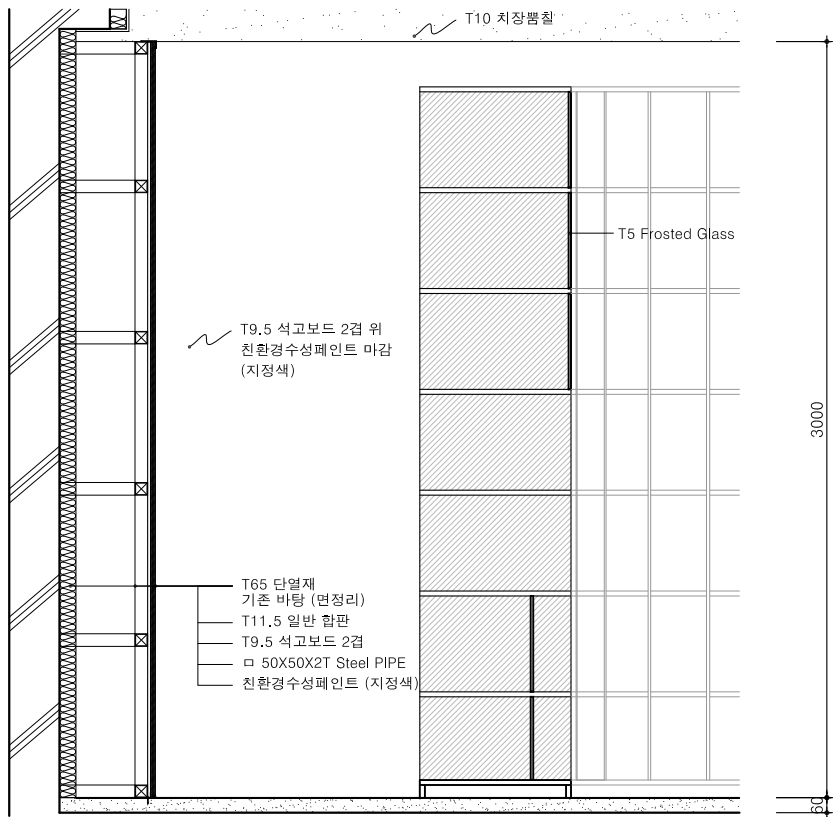 T10 치장뿜칠
T5 Frosted Glass
T9.5 석고보드 2겹 위
친환경수성페인트 마감
(지정색)
3000
T65 단열재
기존 바탕 (면정리)
T11.5 일반 합판
T9.5 석고보드 2겹
ㅁ 50X50X2T Steel PIPE
친환경수성페인트 (지정색)
60